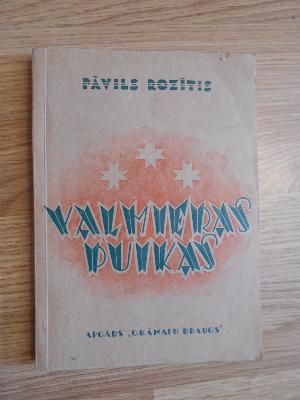 PĀVILS ROZĪTIS
VALMIERAS
PUIKAS
APGĀDS „GRĀMATU DRAUGS"